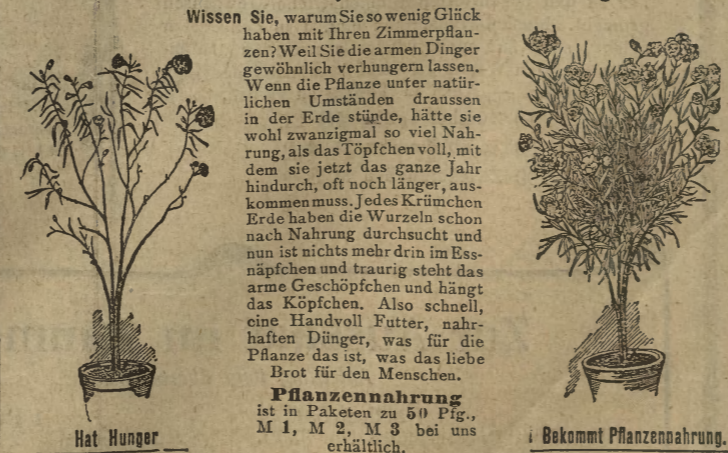 Wissen Sie, warum Sie so wenig Glück
haben mit Ihren Zimmerpflan-
zen? Weil Sie die armen Dinger
gewöhnlich verhungern lassen.
Wenn die Pflanze unter natür-
lichen Umständen draussen
in der Erde stünde, hätte sie
wohl zwanzigmal so viel Nah-
rung, als das Töpfchen voll, mit
dem sie jetzt das ganze Jahr
hindurch, oft noch länger, aus-
kommen muss. Jedes Krümchen
Erde haben die Wurzeln schon
nach Nahrung durchsucht und
nun ist nichts mehr drin im Ess-
näpfchen und traurig steht das
arme Geschöpfchen und hängt
das Köpfchen. Also schnell,
eine Handvoll Futter, nahr-
haften Dünger, was für die
Pflanze das ist, was das liebe
Brot für den Menschen.
Pflanzennahrung
ist in Paketen zu 50 Pfg.,
M 1, M 2, M 3 bei uns
erhältlich.
Hat Hunger
Bekommt Pflanzennahrung.